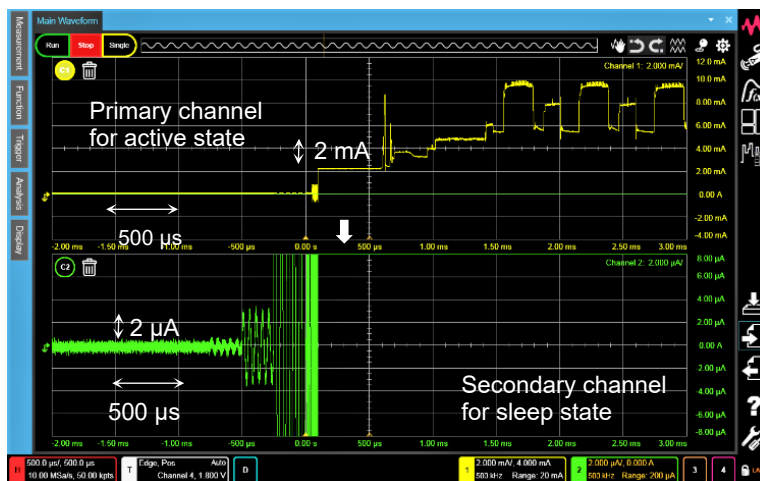 Main Waveform
Measurement
Function
Trigger
Analysis
Display
Run
Stop
Single
C1
Channel 1: 2.000 mA/
12.0 mA
10.0 mA
8.00 mA
6.00 mA
4.00 mA
2.00 mA
0.00 A
-2.00 mA
-4.00 mA
Primary channel
for active state
2 mA
500 µs
-2.00 ms
-1.50 ms
-500 µs
0.00 s
500 µs
1.00 ms
1.50 ms
2.00 ms
2.50 ms
3.00 ms
C2
Channel 2: 2.000 µA/
8.00 µA
6.00 µA
4.00 µA
2.00 µA
0.00 A
-2.00 µA
-4.00 µA
-6.00 µA
-8.00 µA
2 µA
500 µs
Secondary channel
for sleep state
-2.00 ms
-1.50 ms
-1.00 ms
-500 µs
0.00 s
500 µs
1.00 ms
1.50 ms
2.00 ms
2.50 ms
3.00 ms
H
500.0 µs/, 500.0 µs
10.00 MSa/s, 50.00 kpts
T
Edge, Pos Auto
Channel 4, 1.800 V
D
1
2.000 mA/, 4.000 mA
500 kHz Range: 20 mA
2
2.000 µA/, 0.000 A
500 kHz Range: 200 µA
3
4